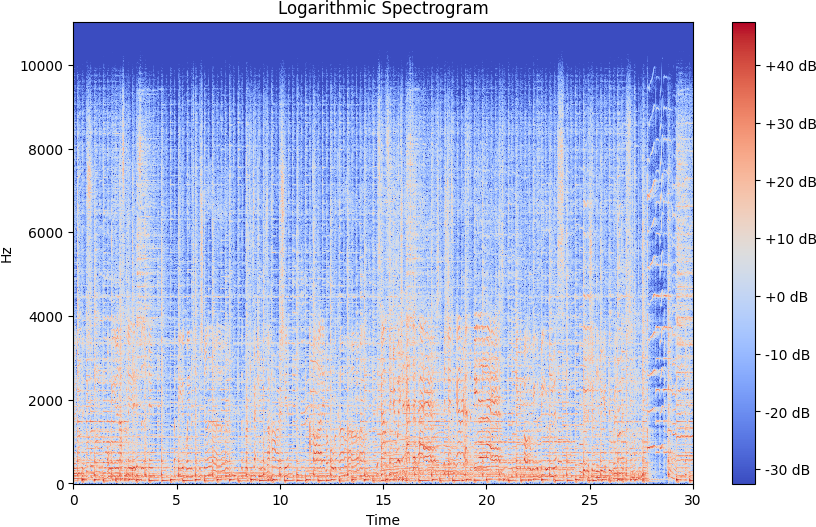 Logarithmic Spectrogram
Hz
10000
8000
6000
4000
2000
0
0 5 10 15 20 25 30
Time
+40 dB
+30 dB
+20 dB
+10 dB
+0 dB
-10 dB
-20 dB
-30 dB